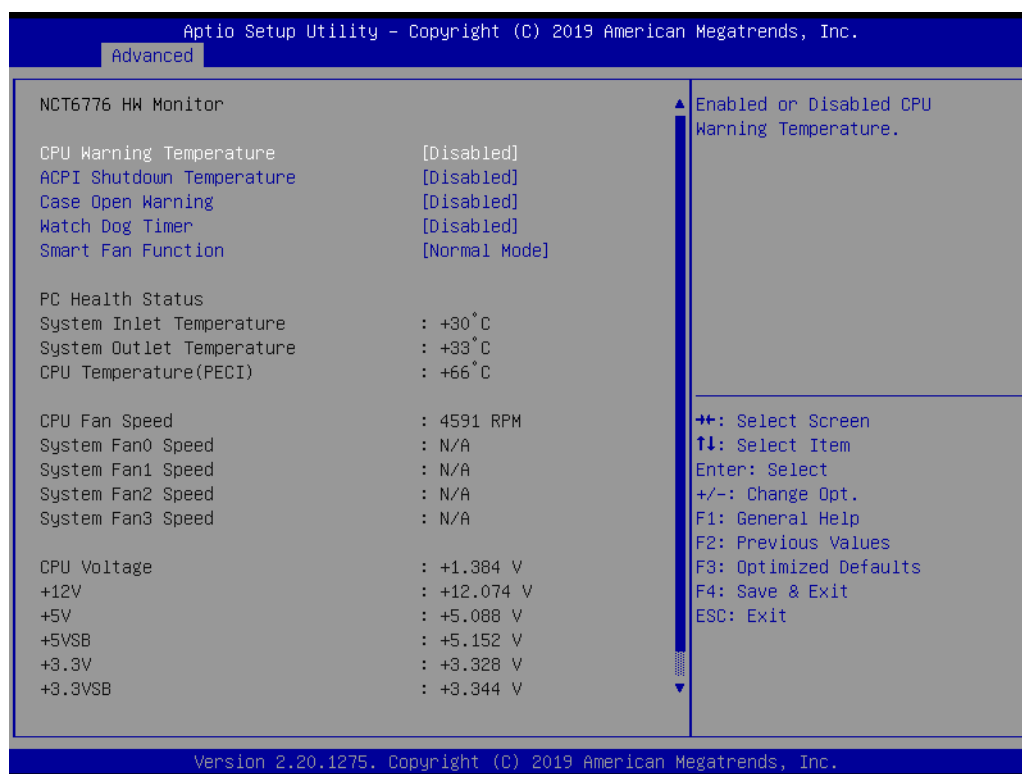 Aptio Setup Utility – Copyright (C) 2019 American Megatrends, Inc.
Advanced
NCT6776 HW Monitor
CPU Warning Temperature [Disabled]
ACPI Shutdown Temperature [Disabled]
Case Open Warning [Disabled]
Watch Dog Timer [Disabled]
Smart Fan Function [Normal Mode]
PC Health Status
System Inlet Temperature : +30°C
System Outlet Temperature : +33°C
CPU Temperature(PECI) : +66°C
CPU Fan Speed : 4591 RPM
System Fan0 Speed : N/A
System Fan1 Speed : N/A
System Fan2 Speed : N/A
System Fan3 Speed : N/A
CPU Voltage : +1.384 V
+12V : +12.074 V
+5V : +5.088 V
+5VSB : +5.152 V
+3.3V : +3.328 V
+3.3VSB : +3.344 V
Enabled or Disabled CPU
Warning Temperature.
→←: Select Screen
↑↓: Select Item
Enter: Select
+/-: Change Opt.
F1: General Help
F2: Previous Values
F3: Optimized Defaults
F4: Save & Exit
ESC: Exit
Version 2.20.1275. Copyright (C) 2019 American Megatrends, Inc.